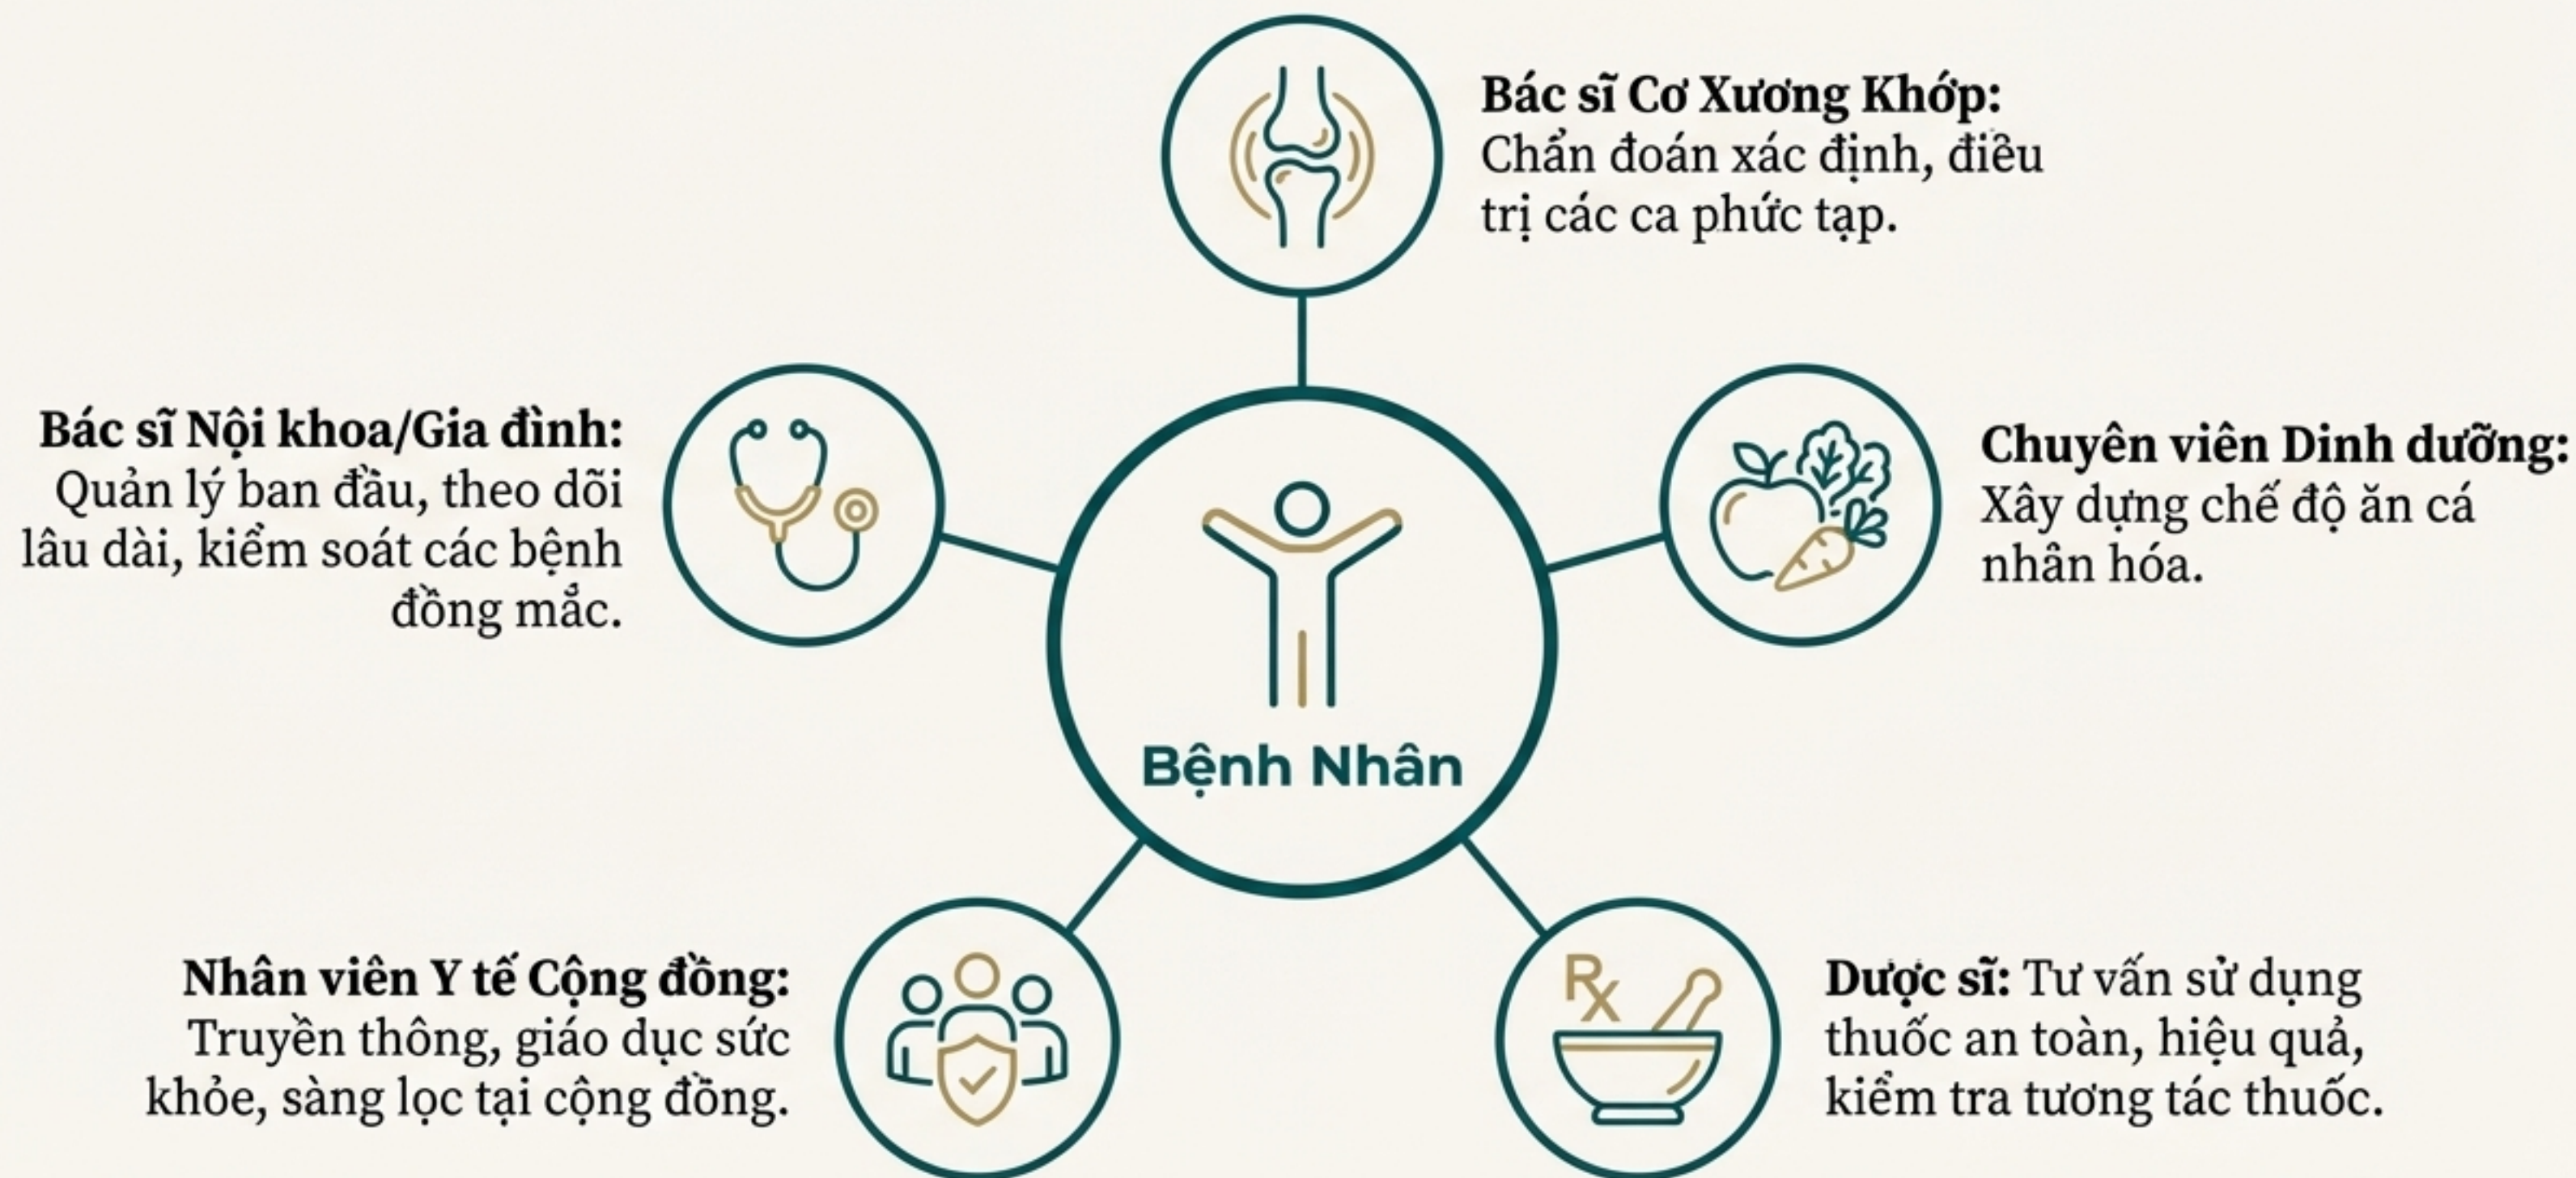 Bác sĩ Cơ Xương Khớp:
Chẩn đoán xác định, điều
trị các ca phức tạp.
Bác sĩ Nội khoa/Gia đình:
Quản lý ban đầu, theo dõi
lâu dài, kiểm soát các bệnh
đồng mắc.
Chuyên viên Dinh dưỡng:
Xây dựng chế độ ăn cá
nhân hóa.
Bệnh Nhân
Nhân viên Y tế Cộng đồng:
Truyền thông, giáo dục sức
khỏe, sàng lọc tại cộng đồng.
Rx
Dược sĩ: Tư vấn sử dụng
thuốc an toàn, hiệu quả,
kiểm tra tương tác thuốc.